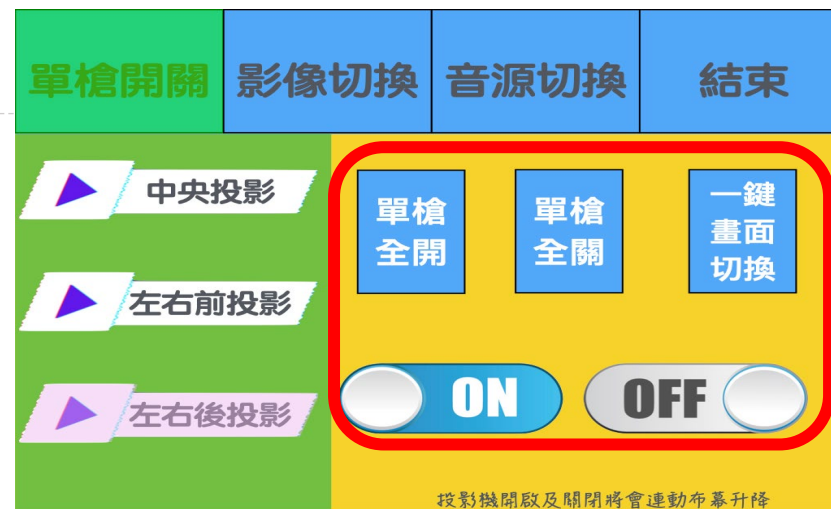 單槍開關
影像切換
音源切換
結束
中央投影
左右前投影
左右後投影
單槍
全開
單槍
全關
一鍵
畫面
切換
ON
OFF
投影機開啟及關閉將會連動布幕升降